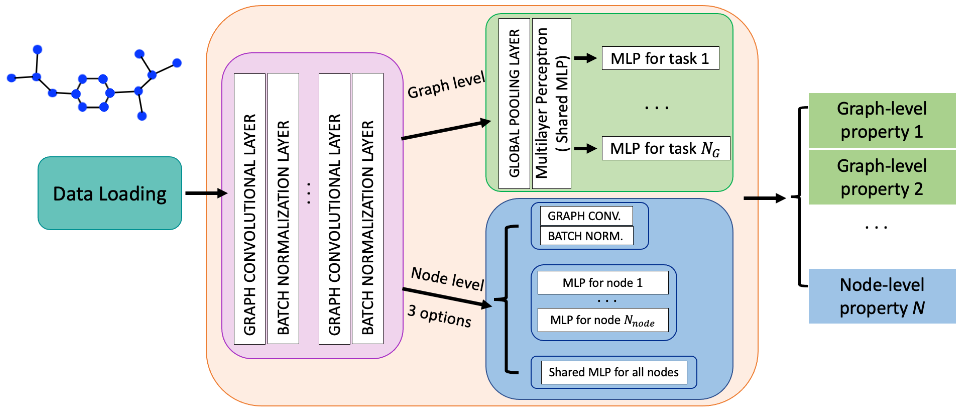 Data Loading
GRAPH CONVOLUTIONAL LAYER
BATCH NORMALIZATION LAYER
...
GRAPH CONVOLUTIONAL LAYER
BATCH NORMALIZATION LAYER
Graph level
GLOBAL POOLING LAYER
Multilayer Perceptron
( Shared MLP)
MLP for task 1
...
MLP for task N_G
Node level
3 options
GRAPH CONV.
BATCH NORM.
MLP for node 1
...
MLP for node N_node
Shared MLP for all nodes
Graph-level
property 1
Graph-level
property 2
...
Node-level
property N